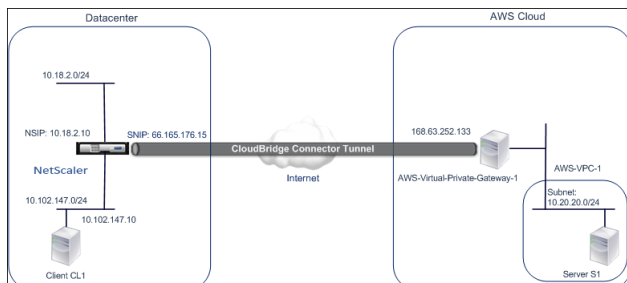 Datacenter
AWS Cloud
10.18.2.0/24
NSIP: 10.18.2.10
SNIP: 66.165.176.15
168.63.252.133
CloudBridge Connector Tunnel
NetScaler
Internet
AWS-Virtual-Private-Gateway-1
AWS-VPC-1
Subnet:
10.20.20.0/24
10.102.147.0/24
10.102.147.10
Client CL1
Server S1